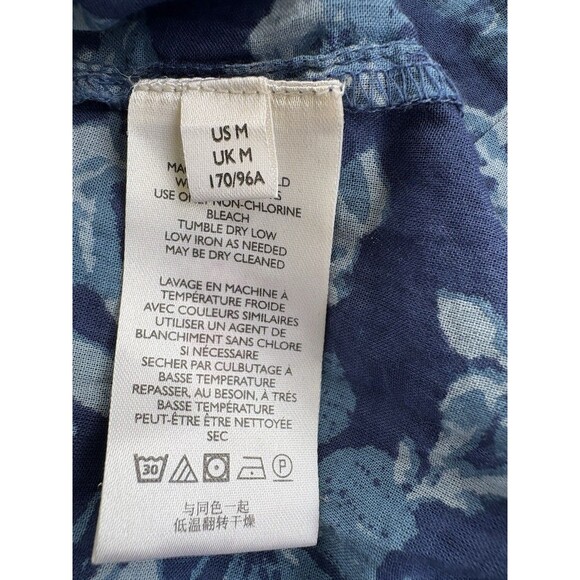 US M
UK M
170/96A
USE ONLY NON-CHLORINE
BLEACH
TUMBLE DRY LOW
LOW IRON AS NEEDED
MAY BE DRY CLEANED
LAVAGE EN MACHINE À
TEMPÉRATURE FROIDE
AVEC COULEURS SIMILAIRES
UTILISER UN AGENT DE
BLANCHIMENT SANS CHLORE
SI NÉCESSAIRE
SECHER PAR CULBUTAGE À
BASSE TEMPERATURE
REPASSER, AU BESOIN, À TRÈS
BASSE TEMPÉRATURE
PEUT-ÊTRE ÊTRE NETTOYÉE
SEC
30 P
与同色一起
低温翻转干燥